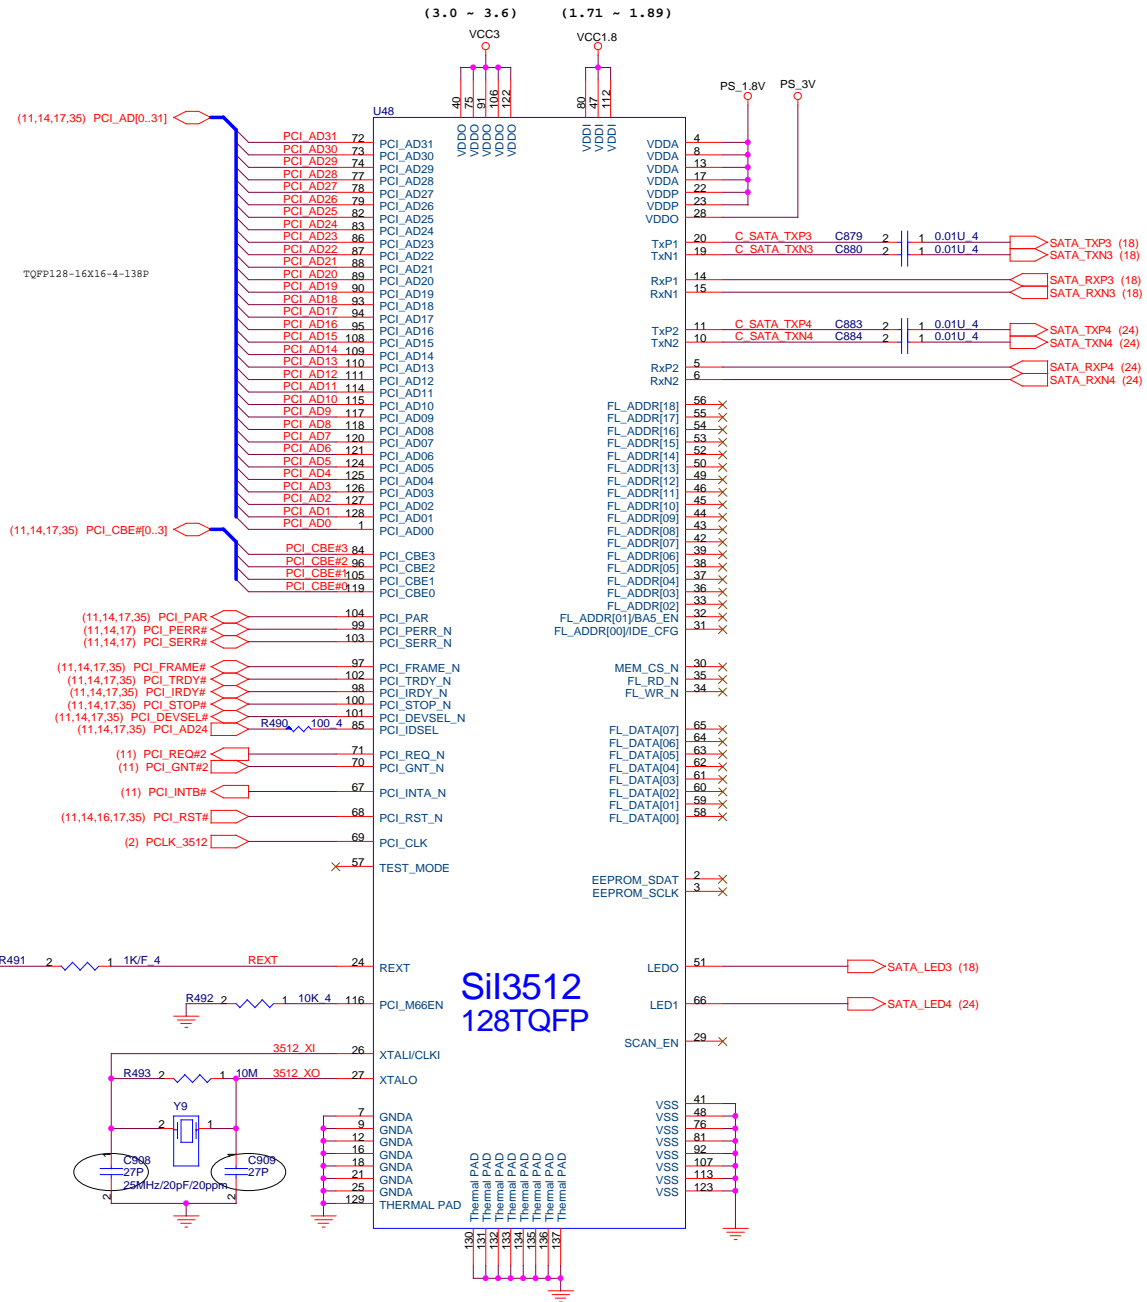 (3.0 ~ 3.6) (1.71 ~ 1.89)
VCC3 VCC1.8
PS_1.8V PS_3V
U48
40 75 91 106 122 80 47 112
VDDO VDDO VDDO VDDO VDDO VDDI VDDI VDDI
(11,14,17,35) PCI_AD[0..31]
PCI_AD31 72 PCI_AD31
PCI_AD30 73 PCI_AD30
PCI_AD29 74 PCI_AD29
PCI_AD28 77 PCI_AD28
PCI_AD27 78 PCI_AD27
PCI_AD26 79 PCI_AD26
PCI_AD25 82 PCI_AD25
PCI_AD24 83 PCI_AD24
PCI_AD23 86 PCI_AD23
PCI_AD22 87 PCI_AD22
PCI_AD21 88 PCI_AD21
PCI_AD20 89 PCI_AD20
PCI_AD19 90 PCI_AD19
PCI_AD18 93 PCI_AD18
PCI_AD17 94 PCI_AD17
PCI_AD16 95 PCI_AD16
PCI_AD15 108 PCI_AD15
PCI_AD14 109 PCI_AD14
PCI_AD13 110 PCI_AD13
PCI_AD12 111 PCI_AD12
PCI_AD11 114 PCI_AD11
PCI_AD10 115 PCI_AD10
PCI_AD9 117 PCI_AD09
PCI_AD8 118 PCI_AD08
PCI_AD7 120 PCI_AD07
PCI_AD6 121 PCI_AD06
PCI_AD5 124 PCI_AD05
PCI_AD4 125 PCI_AD04
PCI_AD3 126 PCI_AD03
PCI_AD2 127 PCI_AD02
PCI_AD1 128 PCI_AD01
PCI_AD0 1 PCI_AD00
TQFP128-16X16-4-138P
(11,14,17,35) PCI_CBE#[0..3]
PCI_CBE#3 84 PCI_CBE3
PCI_CBE#2 96 PCI_CBE2
PCI_CBE#1 105 PCI_CBE1
PCI_CBE#0 119 PCI_CBE0
(11,14,17,35) PCI_PAR 104 PCI_PAR
(11,14,17) PCI_PERR# 99 PCI_PERR_N
(11,14,17) PCI_SERR# 103 PCI_SERR_N
(11,14,17,35) PCI_FRAME# 97 PCI_FRAME_N
(11,14,17,35) PCI_TRDY# 102 PCI_TRDY_N
(11,14,17,35) PCI_IRDY# 98 PCI_IRDY_N
(11,14,17,35) PCI_STOP# 100 PCI_STOP_N
(11,14,17,35) PCI_DEVSEL# 101 PCI_DEVSEL_N
(11,14,17,35) PCI_AD24 R490 100_4 85 PCI_IDSEL
(11) PCI_REQ#2 71 PCI_REQ_N
(11) PCI_GNT#2 70 PCI_GNT_N
(11) PCI_INTB# 67 PCI_INTA_N
(11,14,16,17,35) PCI_RST# 68 PCI_RST_N
(2) PCLK_3512 69 PCI_CLK
57 TEST_MODE
R491 2 1 1K/F_4 REXT 24 REXT
R492 2 1 10K_4 116 PCI_M66EN
3512_XI 26 XTALI/CLKI
R493 2 1 10M 3512_XO 27 XTALO
Y9
2 1
C908 27P 1 2
C909 27P 1 2
25MHz/20pF/20ppm
7 GNDA
9 GNDA
12 GNDA
16 GNDA
18 GNDA
21 GNDA
25 GNDA
129 THERMAL PAD
SiI3512
128TQFP
Thermal PAD Thermal PAD Thermal PAD Thermal PAD Thermal PAD Thermal PAD Thermal PAD Thermal PAD
130 131 132 133 134 135 136 137
VDDA 4
VDDA 8
VDDA 13
VDDA 17
VDDP 22
VDDP 23
VDDO 28
TxP1 20 C_SATA_TXP3 C879 2 1 0.01U_4 SATA_TXP3 (18)
TxN1 19 C_SATA_TXN3 C880 2 1 0.01U_4 SATA_TXN3 (18)
RxP1 14 SATA_RXP3 (18)
RxN1 15 SATA_RXN3 (18)
TxP2 11 C_SATA_TXP4 C883 2 1 0.01U_4 SATA_TXP4 (24)
TxN2 10 C_SATA_TXN4 C884 2 1 0.01U_4 SATA_TXN4 (24)
RxP2 5 SATA_RXP4 (24)
RxN2 6 SATA_RXN4 (24)
FL_ADDR[18] 56
FL_ADDR[17] 55
FL_ADDR[16] 54
FL_ADDR[15] 53
FL_ADDR[14] 52
FL_ADDR[13] 50
FL_ADDR[12] 49
FL_ADDR[11] 46
FL_ADDR[10] 45
FL_ADDR[09] 44
FL_ADDR[08] 43
FL_ADDR[07] 42
FL_ADDR[06] 39
FL_ADDR[05] 38
FL_ADDR[04] 37
FL_ADDR[03] 36
FL_ADDR[02] 33
FL_ADDR[01]/BA5_EN 32
FL_ADDR[00]/IDE_CFG 31
MEM_CS_N 30
FL_RD_N 35
FL_WR_N 34
FL_DATA[07] 65
FL_DATA[06] 64
FL_DATA[05] 63
FL_DATA[04] 62
FL_DATA[03] 61
FL_DATA[02] 60
FL_DATA[01] 59
FL_DATA[00] 58
EEPROM_SDAT 2
EEPROM_SCLK 3
LEDO 51 SATA_LED3 (18)
LED1 66 SATA_LED4 (24)
SCAN_EN 29
VSS 41
VSS 48
VSS 76
VSS 81
VSS 92
VSS 107
VSS 113
VSS 123